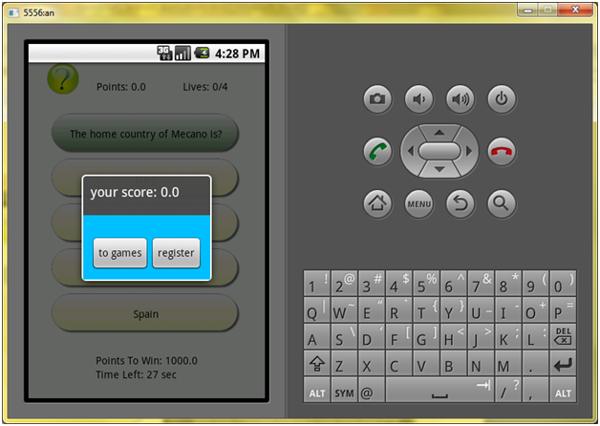 5556:an
3G
4:28 PM
?
Points: 0.0 Lives: 0/4
The home country of Mecano is?
your score: 0.0
to games register
Spain
Points To Win: 1000.0
Time Left: 27 sec
MENU
1 ! 2 @ 3 # 4 $ 5 % 6 ^ 7 & 8 * 9 ( 0 )
Q | W ~ E " R ` T { Y } U _ I - O + P =
A S \ D ' F [ G ] H < J > K ; L : DEL
Z X C V B N M .
ALT SYM @ / ? , ALT